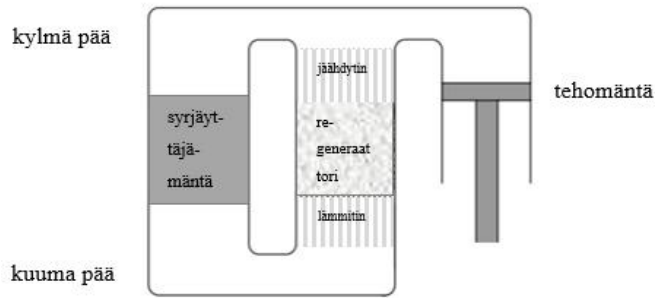 kylmä pää
jäähdytin
tehomäntä
syrjäyt-
täjä-
mäntä
re-
generaat
tori
lämmitin
kuuma pää